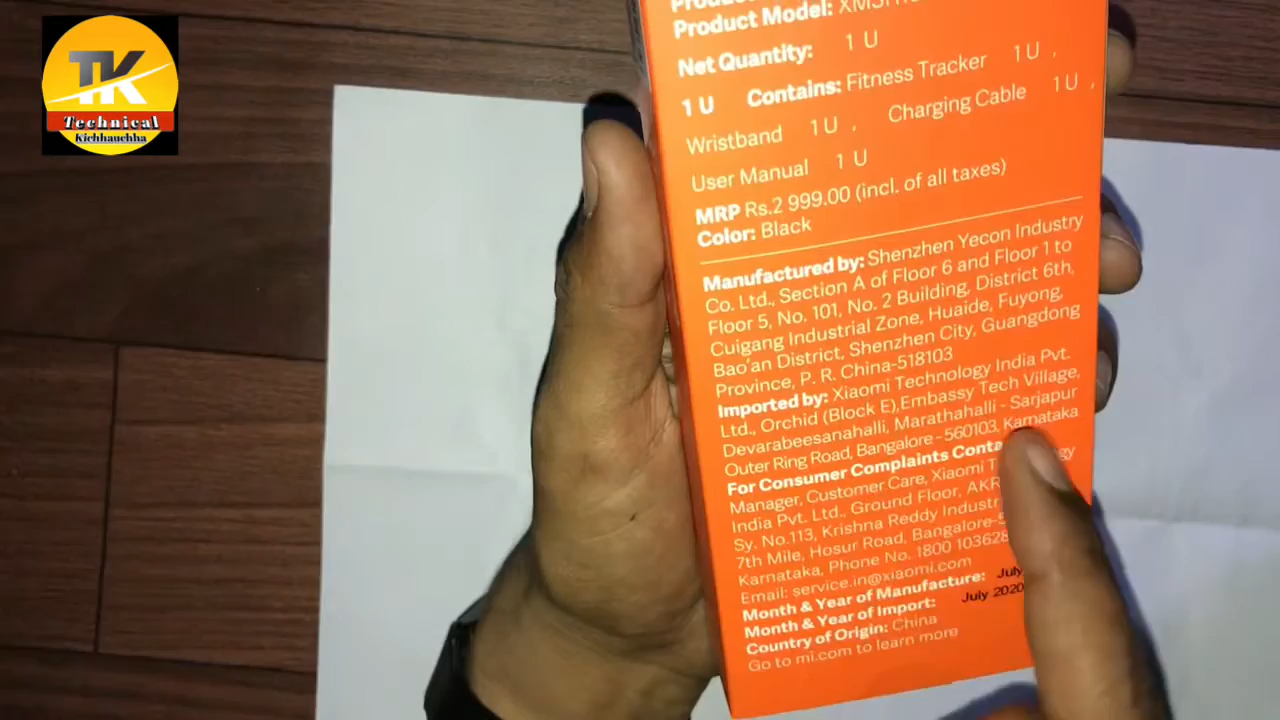 TK
Technical
Kichhauchha
Product Model:
Net Quantity: 1 U
1 U Contains: Fitness Tracker 1 U ,
Wristband 1 U , Charging Cable 1 U ,
User Manual 1 U
MRP Rs.2 999.00 (incl. of all taxes)
Color: Black
Manufactured by: Shenzhen Yecon Industry
Co. Ltd., Section A of Floor 6 and Floor 1 to
Floor 5, No. 101, No. 2 Building, District 6th,
Cuigang Industrial Zone, Huaide, Fuyong,
Bao'an District, Shenzhen City, Guangdong
Province, P. R. China-518103
Imported by: Xiaomi Technology India Pvt.
Ltd., Orchid (Block E),Embassy Tech Village,
Devarabeesanahalli, Marathahalli - Sarjapur
Outer Ring Road, Bangalore - 560103, Karnataka
For Consumer Complaints
Manager, Customer Care, Xiaomi
India Pvt. Ltd., Ground Floor, AKR
Sy. No.113, Krishna Reddy
7th Mile, Hosur Road,
Karnataka, Phone No. 1800
Email: service.in@xiaomi.com
Month & Year of Manufacture: July
Month & Year of Import: July 2020
Country of Origin: China
Go to mi.com to learn more